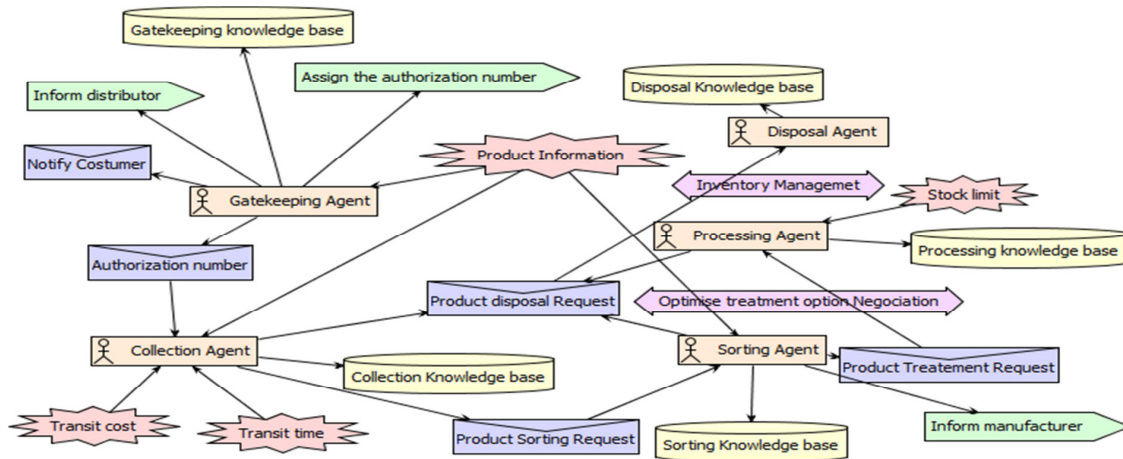 Gatekeeping knowledge base
Assign the authorization number
Inform distributor
Disposal Knowledge base
Disposal Agent
Product Information
Notify Costumer
Inventory Managemet
Stock limit
Gatekeeping Agent
Processing Agent
Processing knowledge base
Authorization number
Product disposal Request
Optimise treatment option Negociation
Collection Agent
Sorting Agent
Product Treatement Request
Collection Knowledge base
Transit cost
Transit time
Product Sorting Request
Sorting Knowledge base
Inform manufacturer